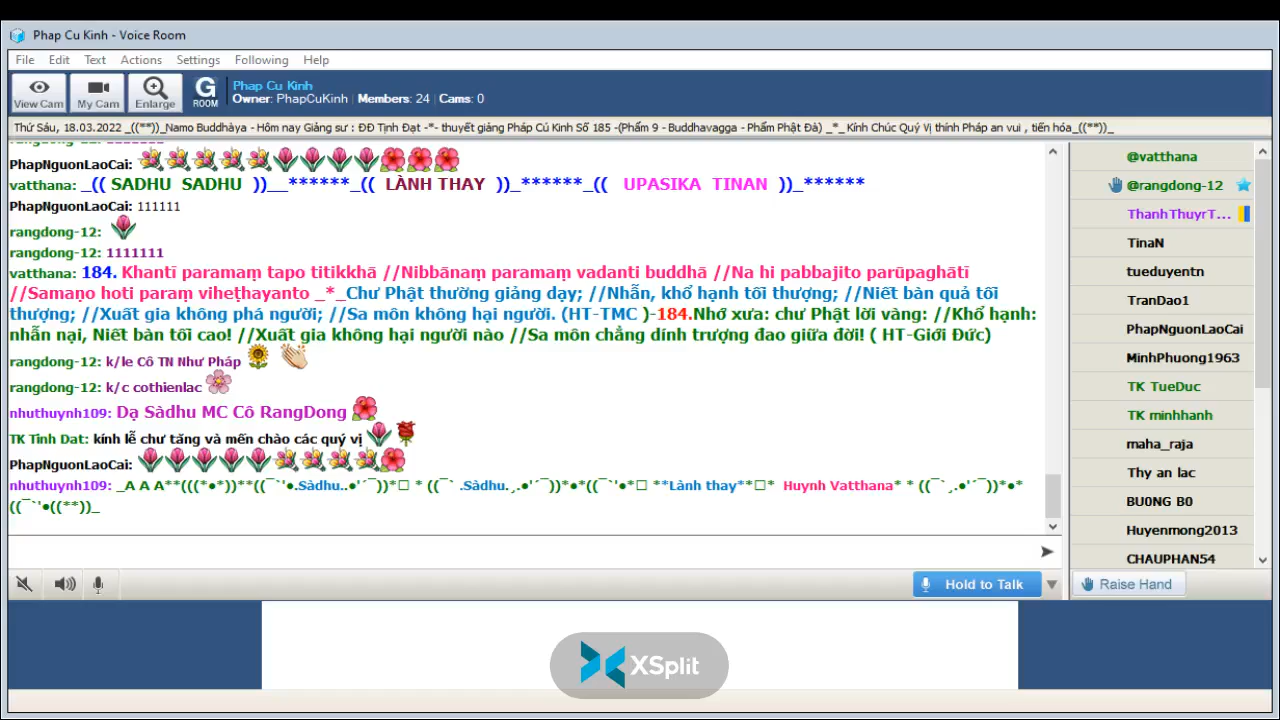 Phap Cu Kinh - Voice Room
File Edit Text Actions Settings Following Help
View Cam My Cam Enlarge G ROOM Phap Cu Kinh
Owner: PhapCuKinh | Members: 24 | Cams: 0
Thứ Sáu, 18.03.2022 _((**))_Namo Buddhàya - Hôm nay Giảng sư : ĐĐ Tịnh Đạt -*- thuyết giảng Pháp Cú Kinh Số 185 -(Phẩm 9 - Buddhavagga - Phẩm Phật Đà) _*_ Kính Chúc Quý Vị thính Pháp an vui , tiến hóa_((**))_
rangdong-12: 1111111
PhapNguonLaoCai:
vatthana: _(( SADHU SADHU ))__******_(( LÀNH THAY ))_******_(( UPASIKA TINAN ))_******
PhapNguonLaoCai: 111111
rangdong-12:
rangdong-12: 1111111
vatthana: 184. Khantī paramaṃ tapo titikkhā //Nibbānaṃ paramaṃ vadanti buddhā //Na hi pabbajito parūpaghātī
//Samaṇo hoti paraṃ viheṭhayanto _*_Chư Phật thường giảng dạy; //Nhẫn, khổ hạnh tối thượng; //Niết bàn quả tối
thượng; //Xuất gia không phá người; //Sa môn không hại người. (HT-TMC )-184.Nhớ xưa: chư Phật lời vàng: //Khổ hạnh:
nhẫn nại, Niết bàn tối cao! //Xuất gia không hại người nào //Sa môn chẳng dính trượng đao giữa đời! ( HT-Giới Đức)
rangdong-12: k/le Cô TN Như Pháp
rangdong-12: k/c cothienlac
nhuthuynh109: Dạ Sàdhu MC Cô RangDong
TK Tinh Dat: kính lễ chư tăng và mến chào các quý vị
PhapNguonLaoCai:
nhuthuynh109: _A A A**(((*●*))**((¯`'●.Sàdhu..●'´¯))*□ * ((¯` .Sàdhu.¸.●'´¯))*●*((¯`'●*□ **Lành thay**□* Huynh Vatthana* * ((¯`¸.●'´¯))*●*
((¯`'●((**))_
@vatthana
@rangdong-12
ThanhThuyrT...
TinaN
tueduyentn
TranDao1
PhapNguonLaoCai
MinhPhuong1963
TK TueDuc
TK minhhanh
maha_raja
Thy an lac
BU0NG B0
Huyenmong2013
CHAUPHAN54
Hold to Talk
Raise Hand
XSplit